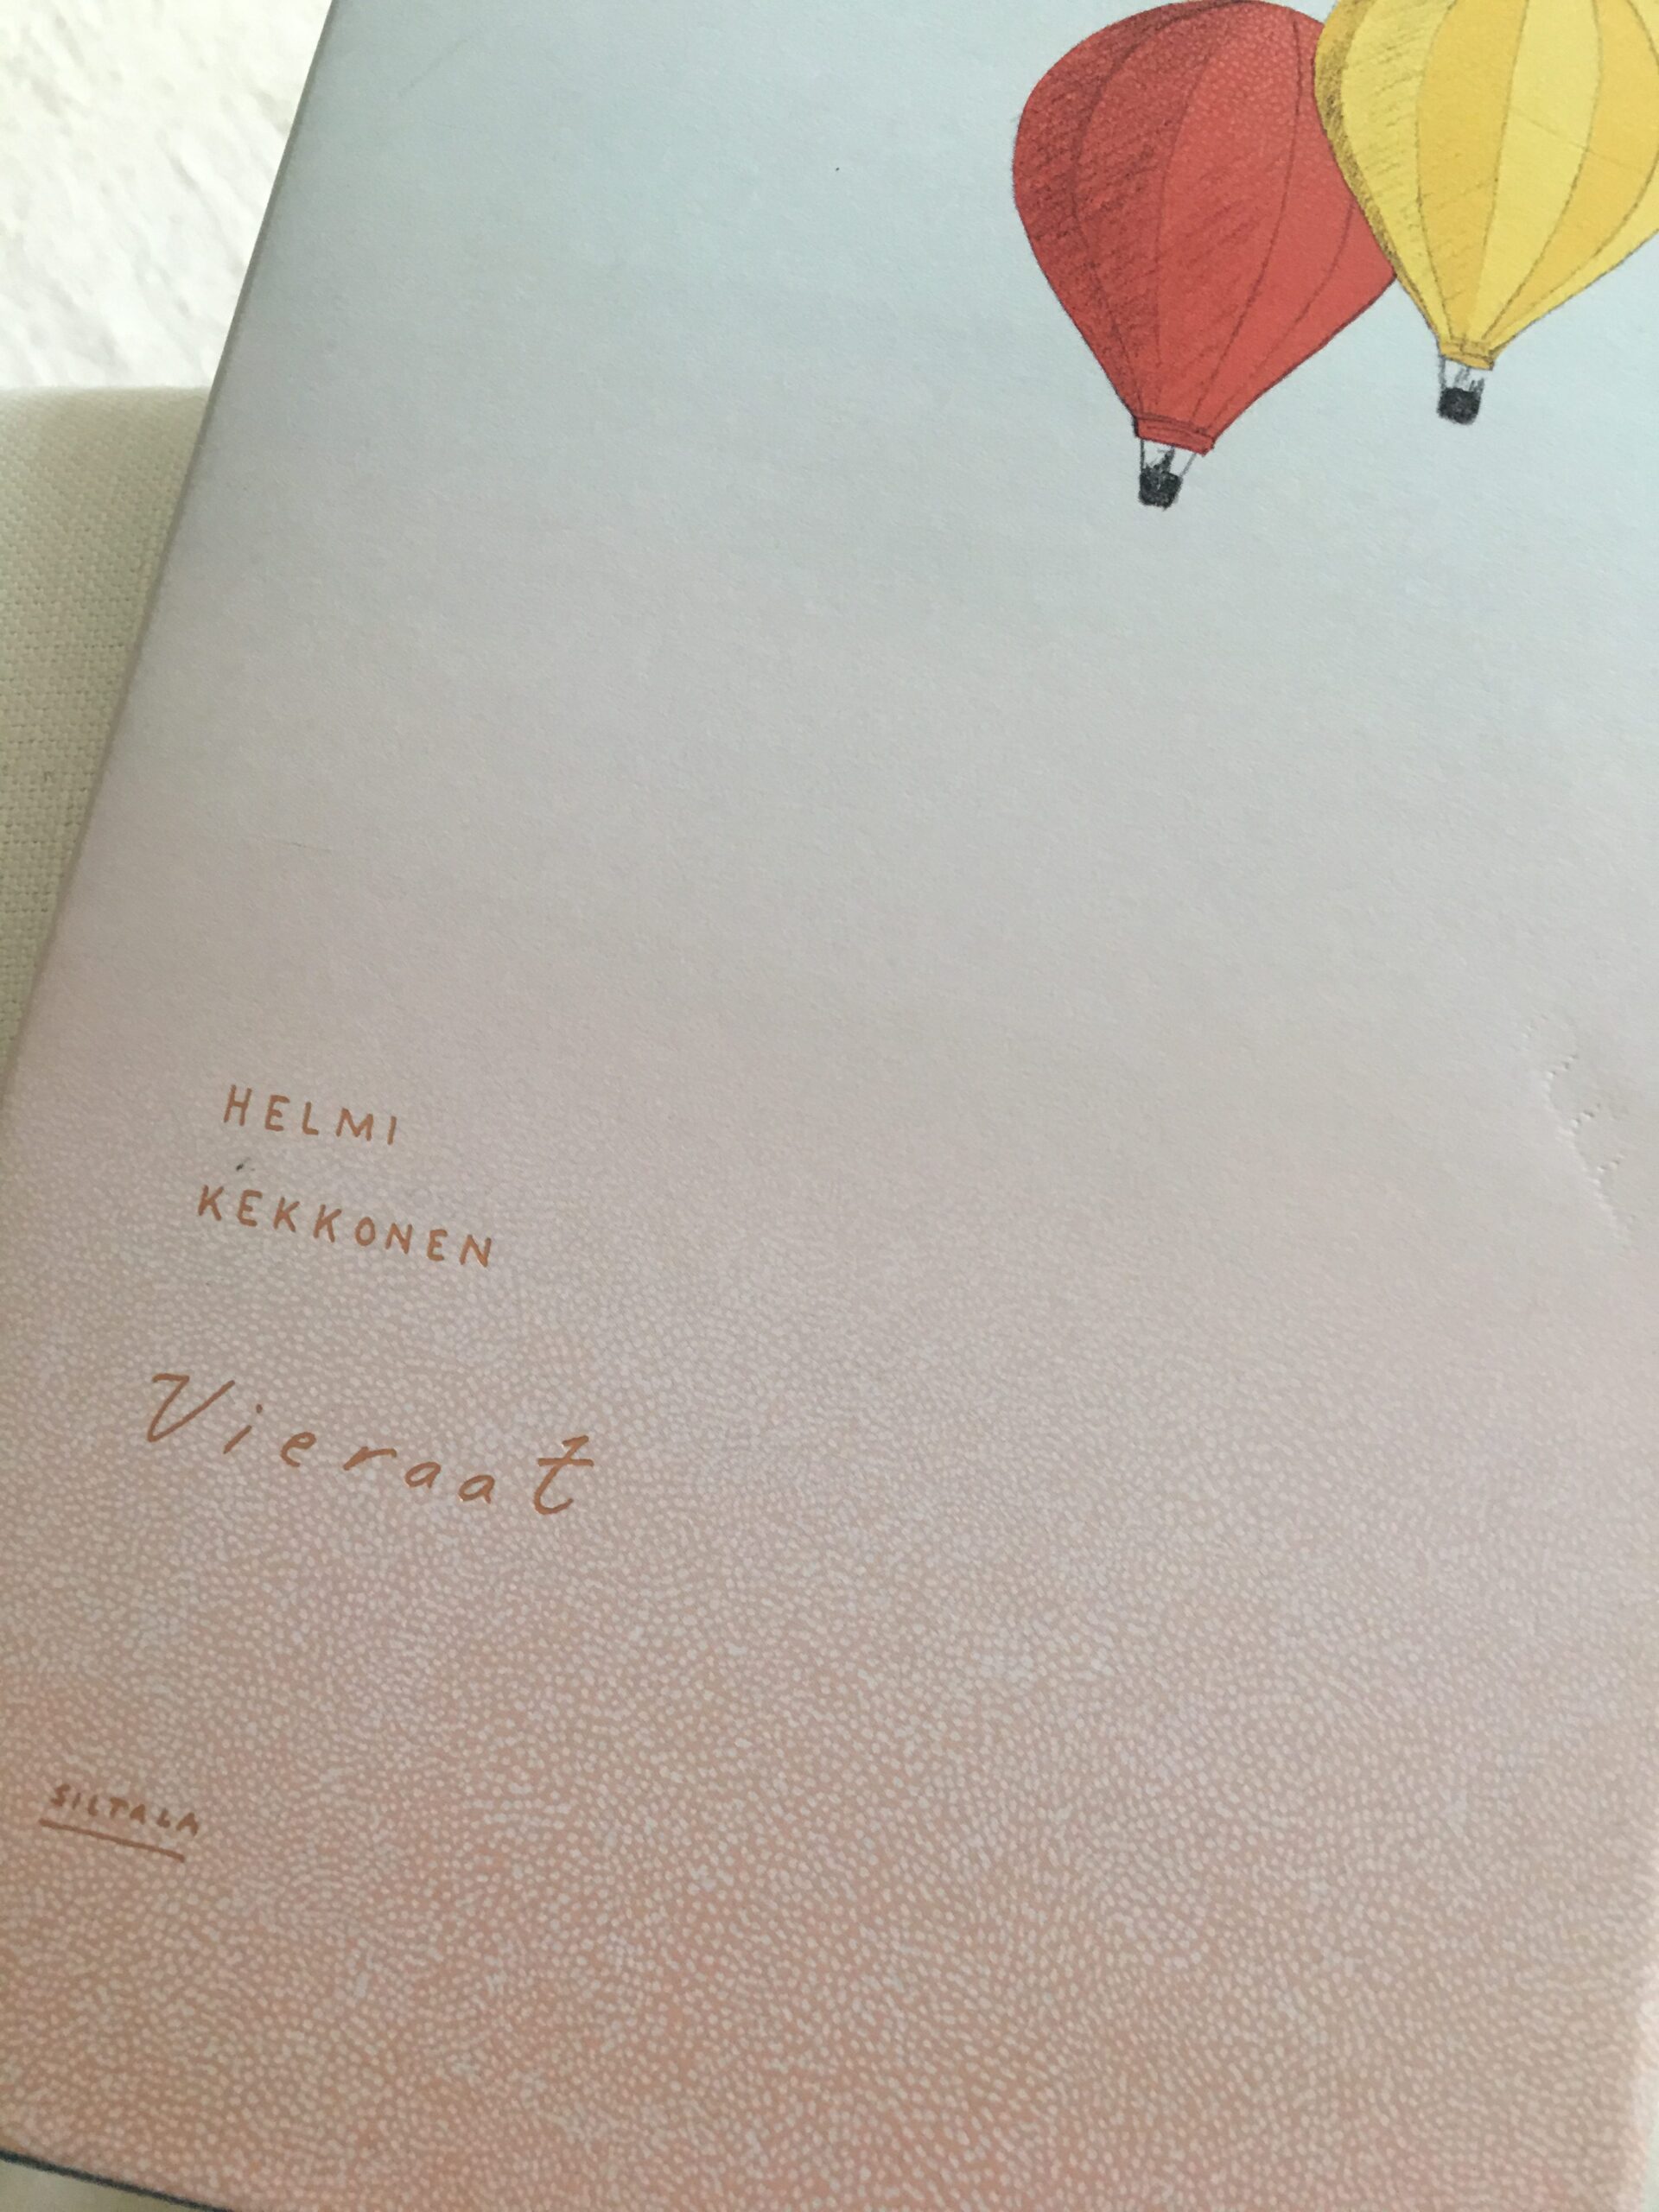 HELMI
KEKKONEN
Vieraat
SILTALA